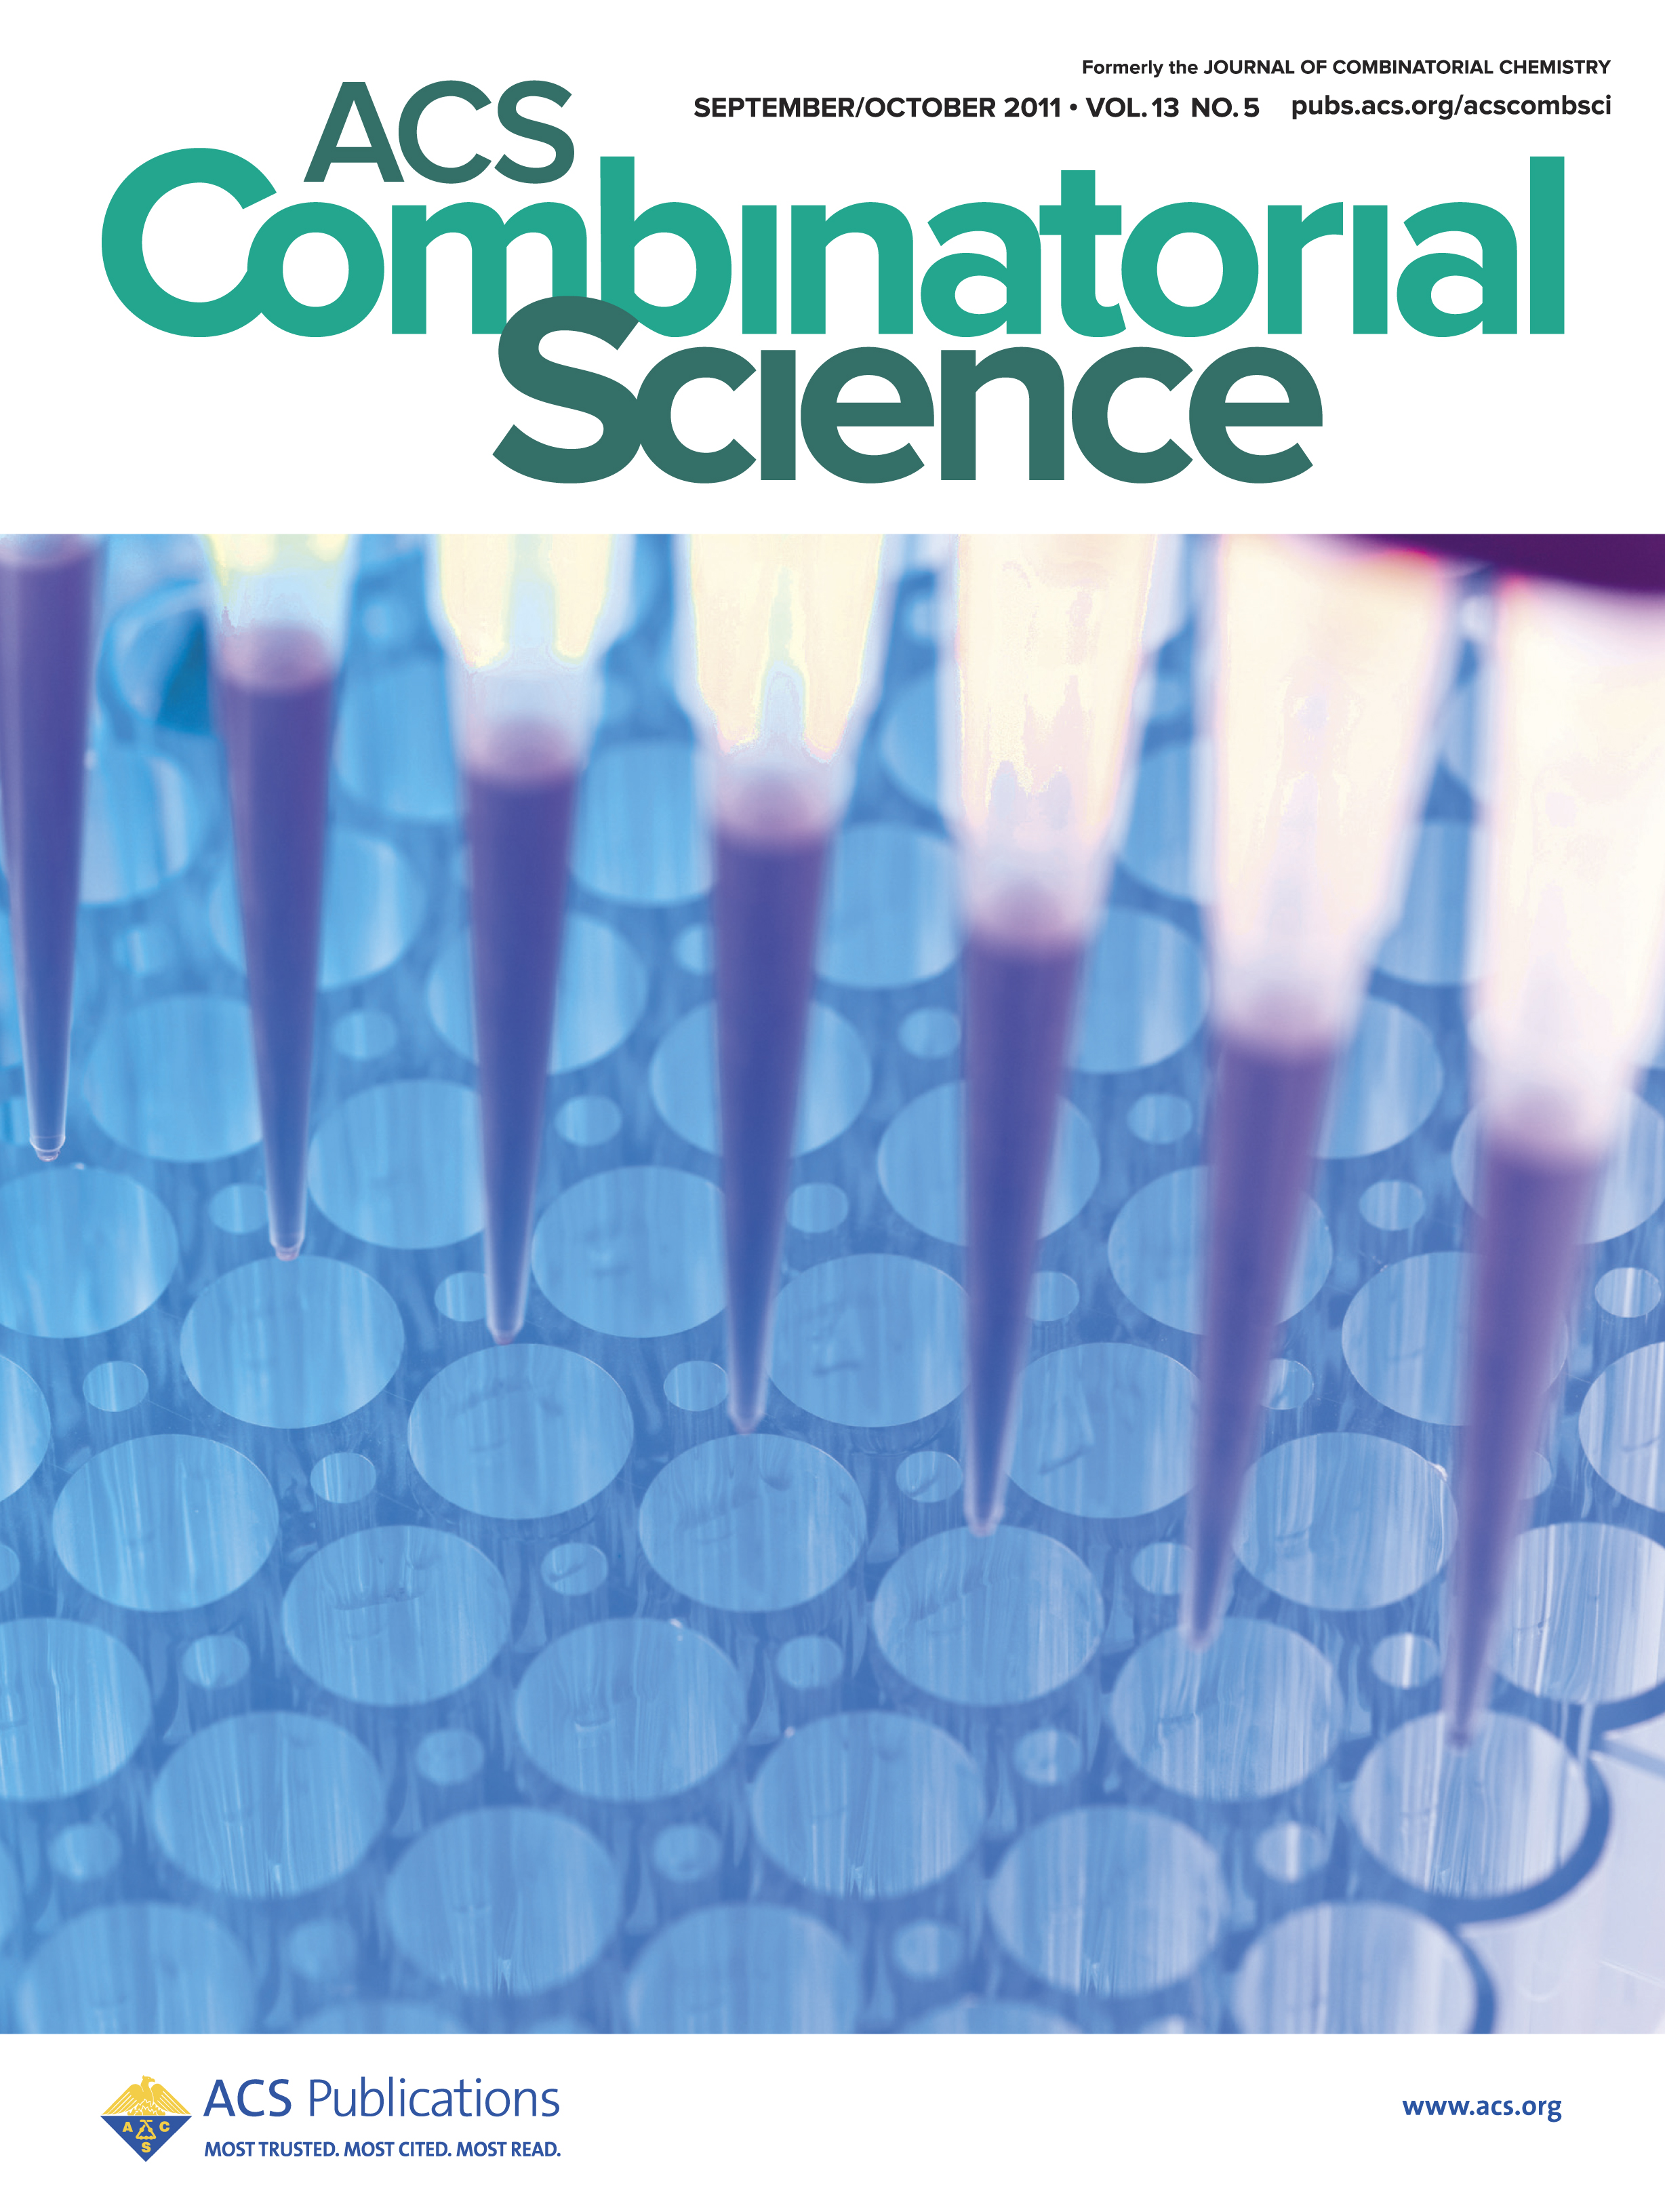 Formerly the JOURNAL OF COMBINATORIAL CHEMISTRY
SEPTEMBER/OCTOBER 2011 • VOL. 13 NO. 5 pubs.acs.org/acscombsci
ACS
Combinatorial
Science
A C
S
ACS Publications
MOST TRUSTED. MOST CITED. MOST READ.
www.acs.org